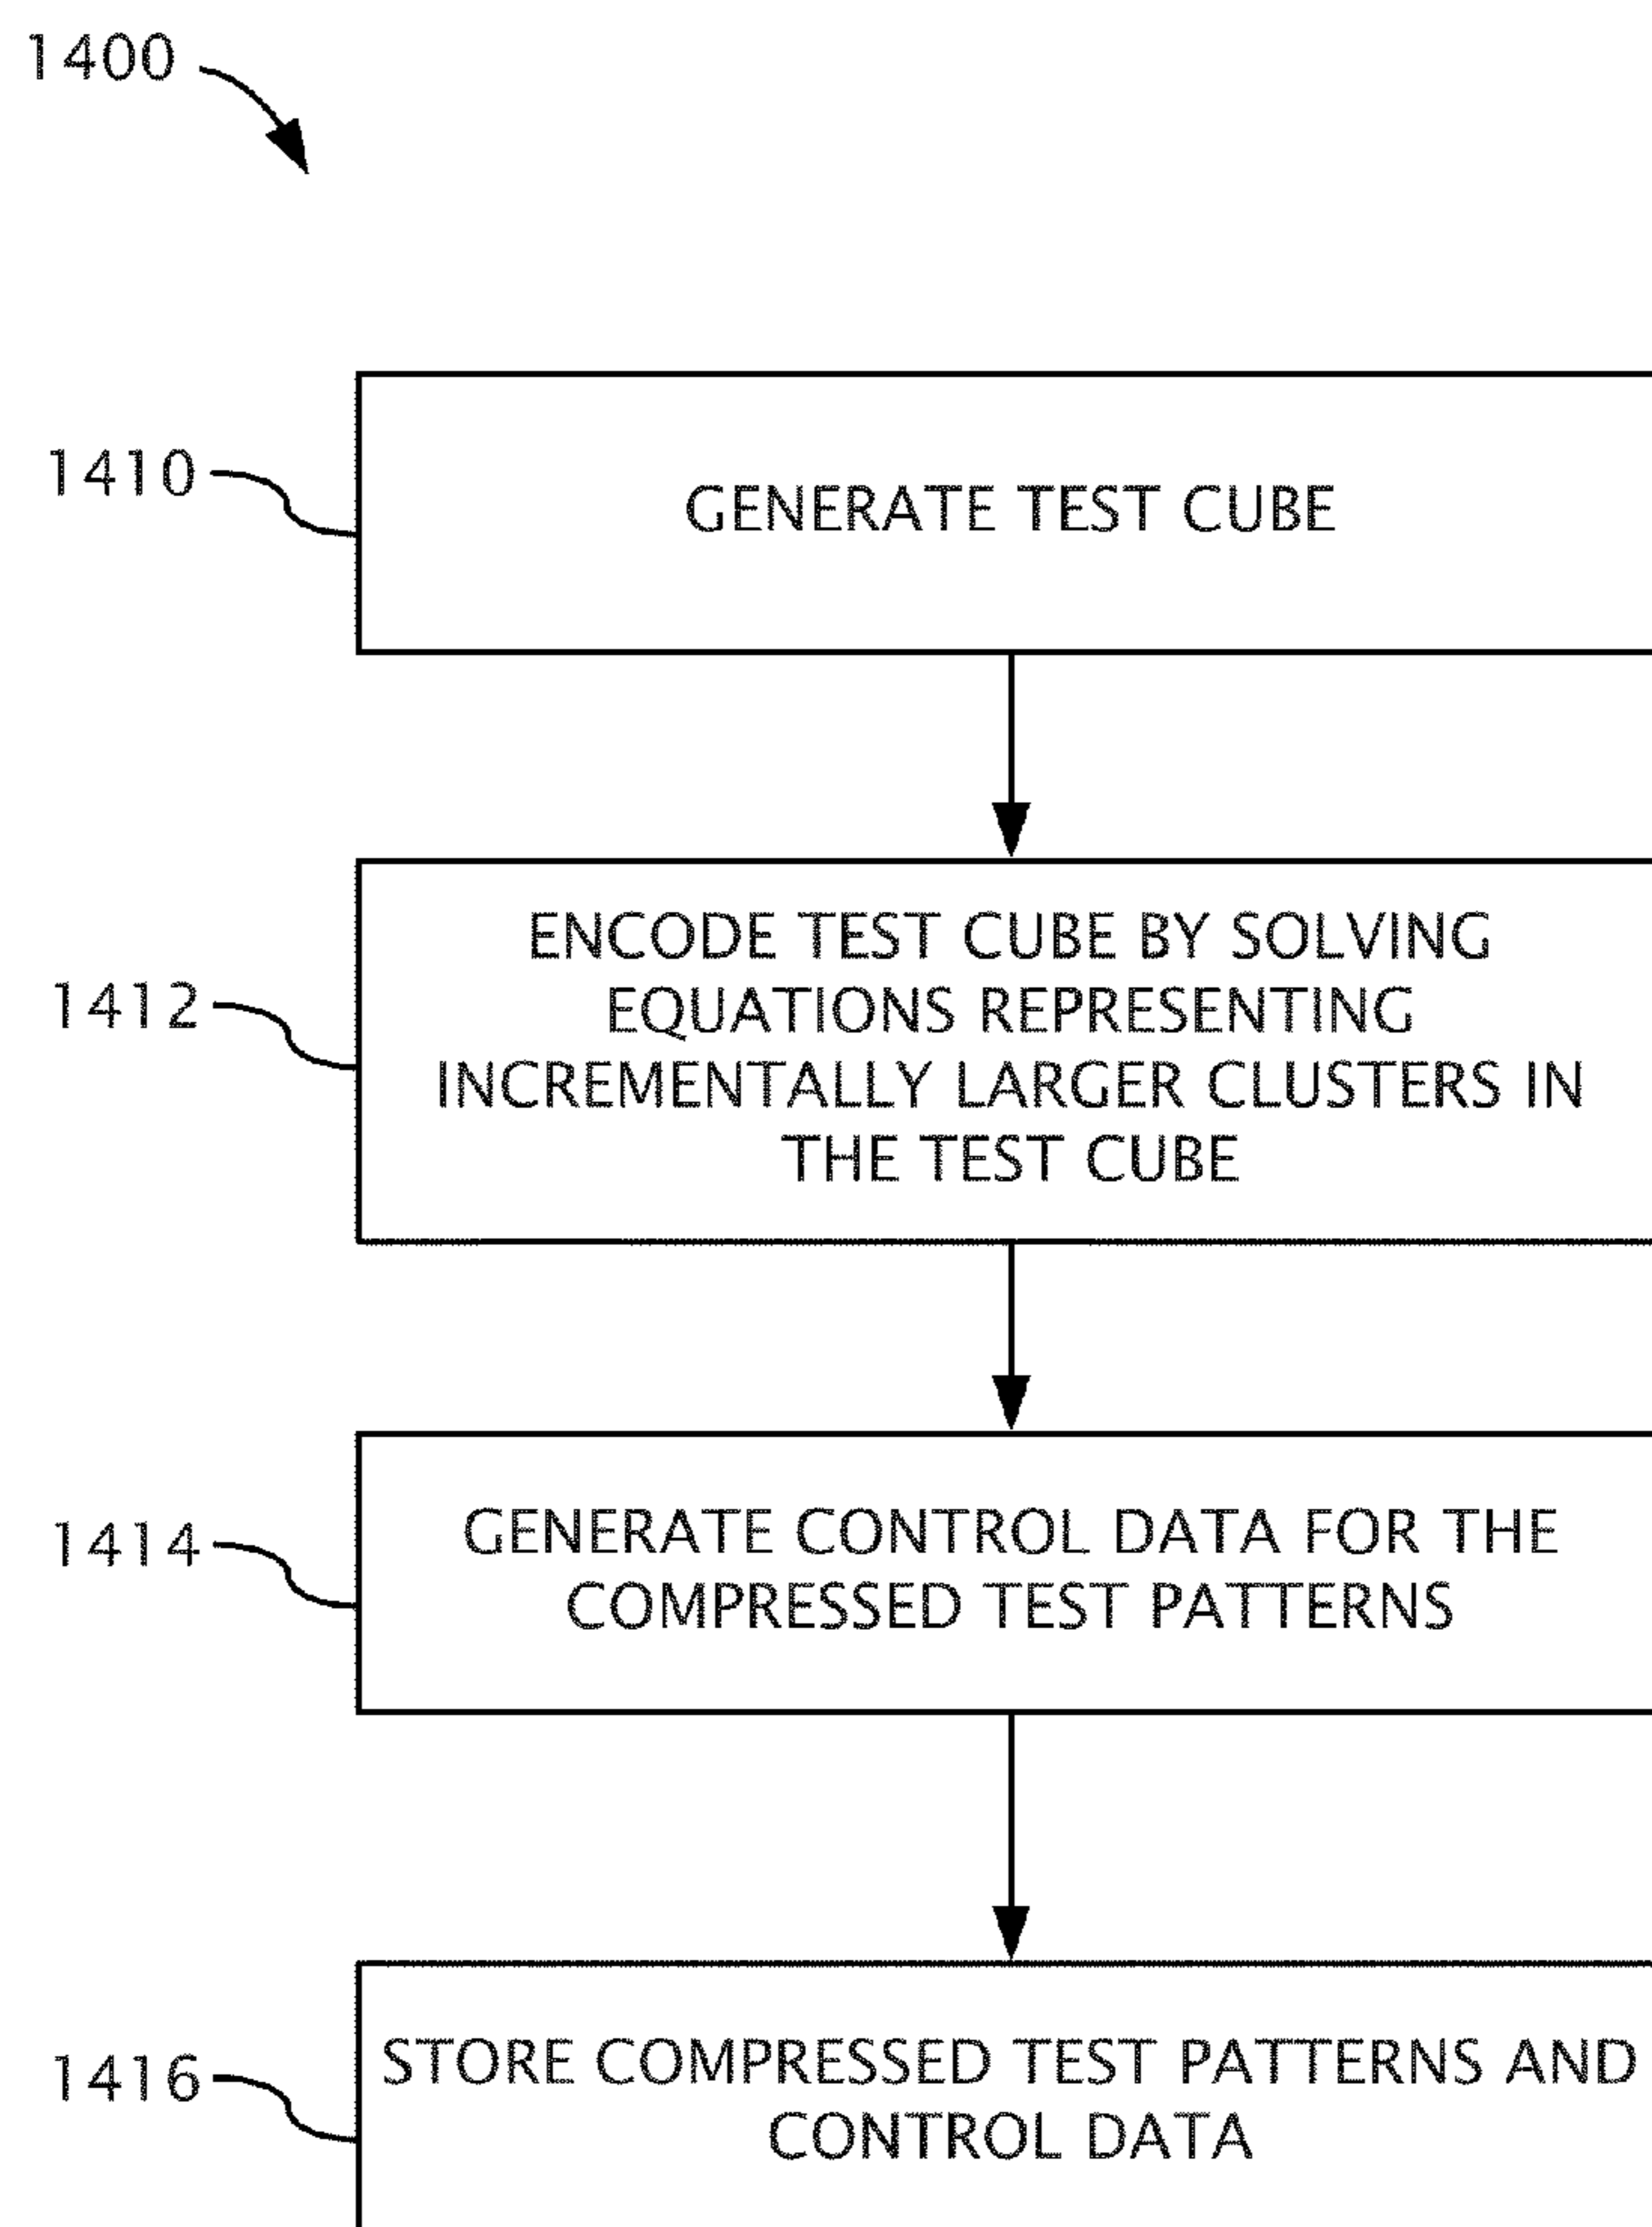 1400
1410
GENERATE TEST CUBE
1412
ENCODE TEST CUBE BY SOLVING
EQUATIONS REPRESENTING
INCREMENTALLY LARGER CLUSTERS IN
THE TEST CUBE
1414
GENERATE CONTROL DATA FOR THE
COMPRESSED TEST PATTERNS
1416
STORE COMPRESSED TEST PATTERNS AND
CONTROL DATA